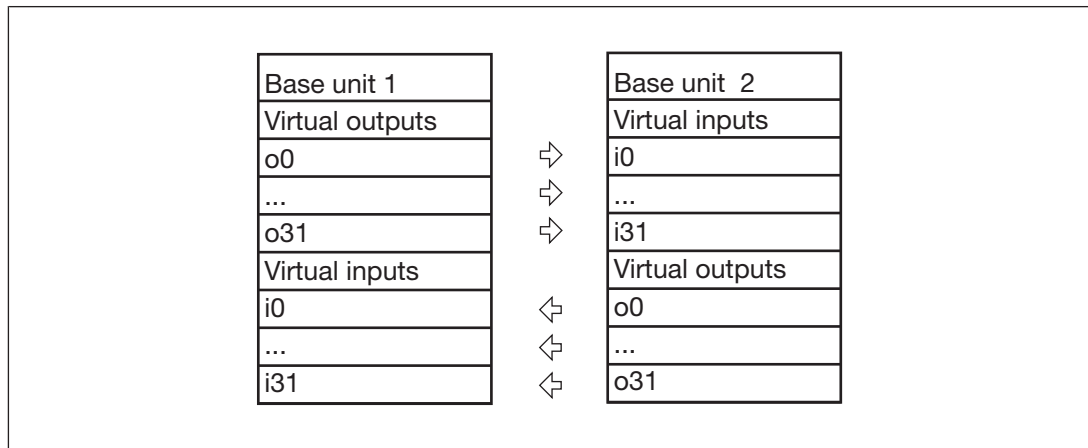 Base unit 1
Virtual outputs
o0
...
o31
Virtual inputs
i0
...
i31
Base unit 2
Virtual inputs
i0
...
i31
Virtual outputs
o0
...
o31